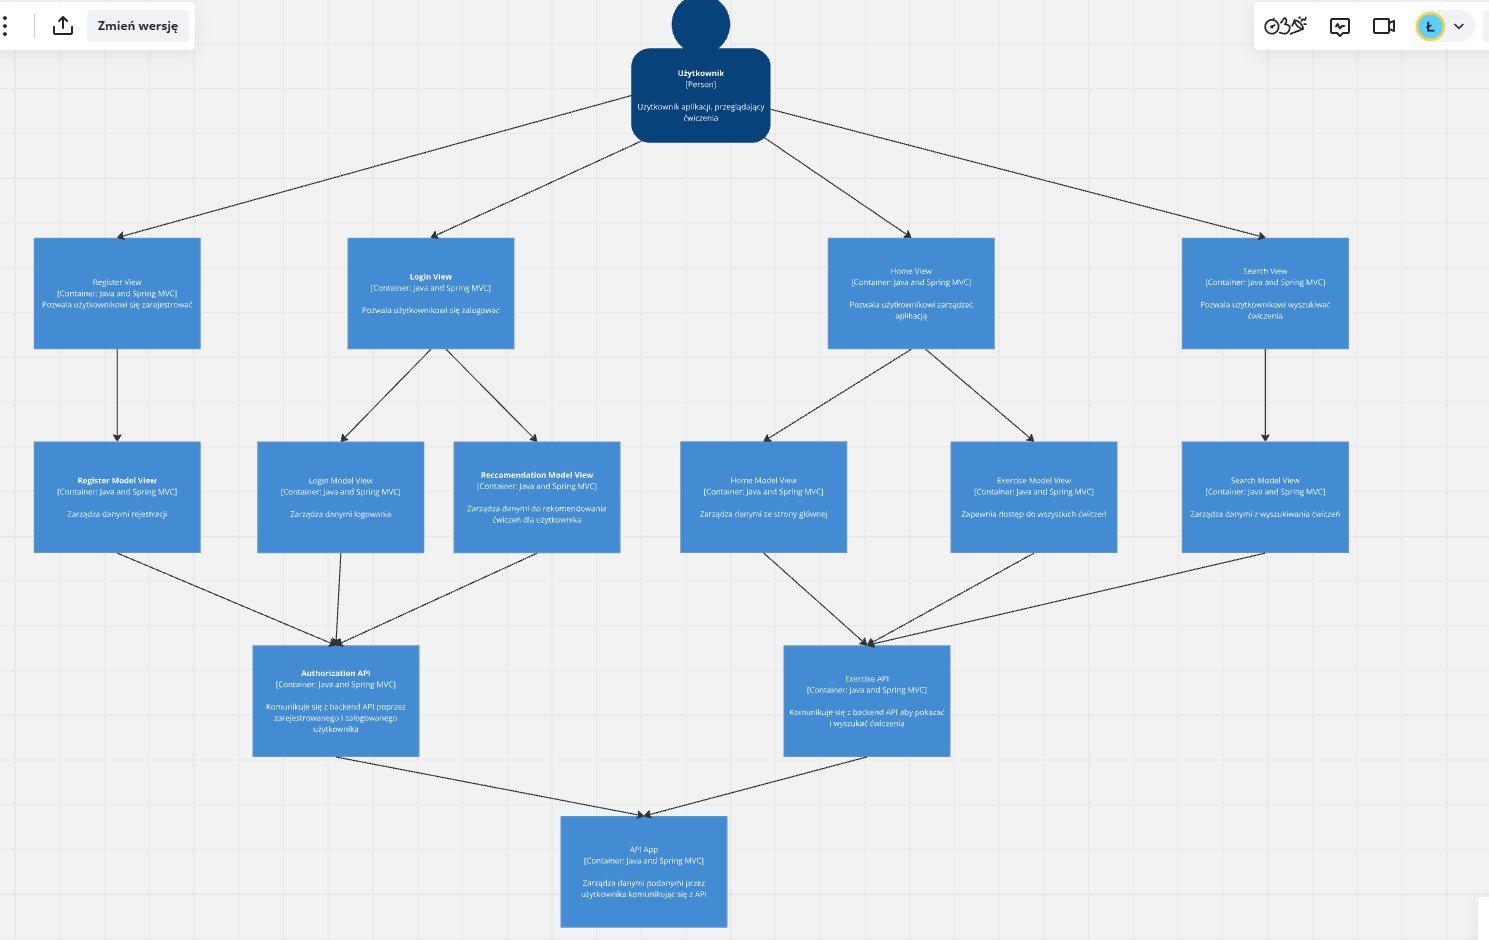 Zmień wersję
Ł
Użytkownik
[Person]
Uzytkownik aplikacji, przeglądający
ćwiczenia
Register View
[Container: Java and Spring MVC]
Pozwala użytkownikowi się zarejestrować
Login View
[Container: Java and Spring MVC]
Pozwala użytkownikowi się zalogować
Home View
[Container: Java and Spring MVC]
Pozwala użytkownikowi zarządzać
aplikacją
Search View
[Container: Java and Spring MVC]
Pozwala użytkownikowi wyszukiwać
ćwiczenia
Register Model View
[Container: Java and Spring MVC]
Zarządza danymi rejestracji
Login Model View
[Container: Java and Spring MVC]
Zarządza danymi logowania
Reccomendation Model View
[Container: Java and Spring MVC]
Zarządza danymi do rekomendowania
ćwiczeń dla użytkownika
Home Model View
[Container: Java and Spring MVC]
Zarządza danymi ze strony głównej
Exercise Model View
[Container: Java and Spring MVC]
Zapewnia dostęp do wszystkich ćwiczeń
Search Model View
[Container: Java and Spring MVC]
Zarządza danymi z wyszukiwania ćwiczeń
Authorization API
[Container: Java and Spring MVC]
Komunikuje się z backend API poprzez
zarejestrowanego i zalogowanego
użytkownika
Exercise API
[Container: Java and Spring MVC]
Komunikuje się z backend API aby pokazać
i wyszukać ćwiczenia
API App
[Container: Java and Spring MVC]
Zarządza danymi podanymi przez
użytkownika komunikując się z API